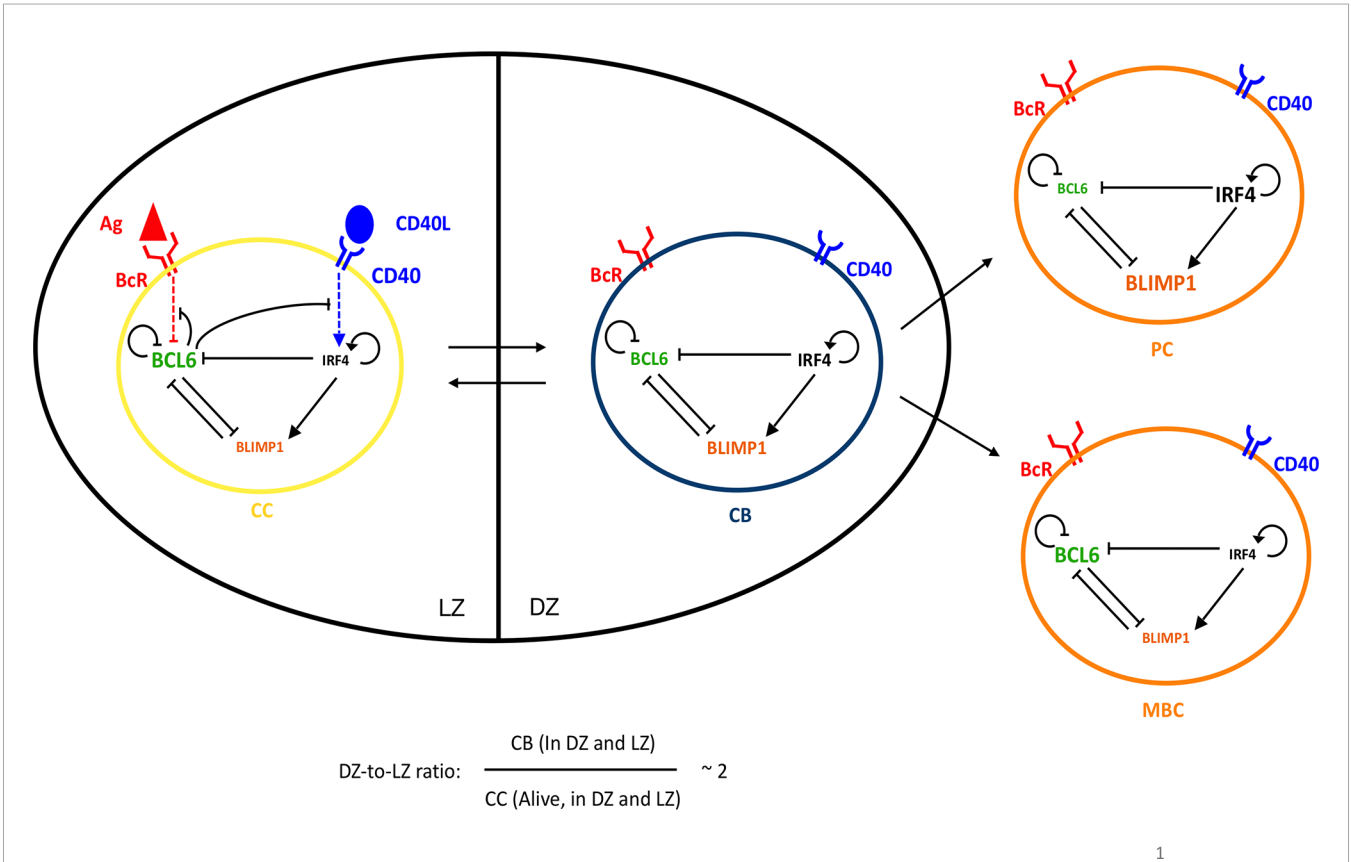 Ag
CD40L
BcR
CD40
BCL6
IRF4
BLIMP1
CC
LZ
BcR
CD40
BCL6
IRF4
BLIMP1
CB
DZ
BcR
CD40
BCL6
IRF4
BLIMP1
PC
BcR
CD40
BCL6
IRF4
BLIMP1
MBC
DZ-to-LZ ratio:
CB (In DZ and LZ)
CC (Alive, in DZ and LZ)
~ 2
1